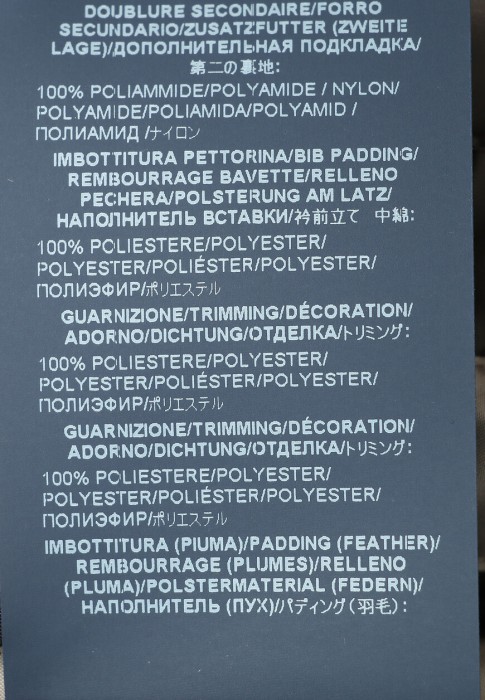 DOUBLURE SECONDAIRE/FORRO
SECUNDARIO/ZUSATZFUTTER (ZWEITE
LAGE)/ДОПОЛНИТЕЛЬНАЯ ПОДКЛАДКА/
第二の裏地:
100% POLIAMMIDE/POLYAMIDE / NYLON/
POLYAMIDE/POLIAMIDA/POLYAMID /
ПОЛИАМИД /ナイロン
IMBOTTITURA PETTORINA/BIB PADDING/
REMBOURRAGE BAVETTE/RELLENO
PECHERA/POLSTERUNG AM LATZ/
НАПОЛНИТЕЛЬ ВСТАВКИ/衿前立て 中綿:
100% POLIESTERE/POLYESTER/
POLYESTER/POLIÉSTER/POLYESTER/
ПОЛИЭФИР/ポリエステル
GUARNIZIONE/TRIMMING/DÉCORATION/
ADORNO/DICHTUNG/ОТДЕЛКА/トリミング:
100% POLIESTERE/POLYESTER/
POLYESTER/POLIÉSTER/POLYESTER/
ПОЛИЭФИР/ポリエステル
GUARNIZIONE/TRIMMING/DÉCORATION/
ADORNO/DICHTUNG/ОТДЕЛКА/トリミング:
100% POLIESTERE/POLYESTER/
POLYESTER/POLIÉSTER/POLYESTER/
ПОЛИЭФИР/ポリエステル
IMBOTTITURA (PIUMA)/PADDING (FEATHER)/
REMBOURRAGE (PLUMES)/RELLENO
(PLUMA)/POLSTERMATERIAL (FEDERN)/
НАПОЛНИТЕЛЬ (ПУХ)/パディング(羽毛):